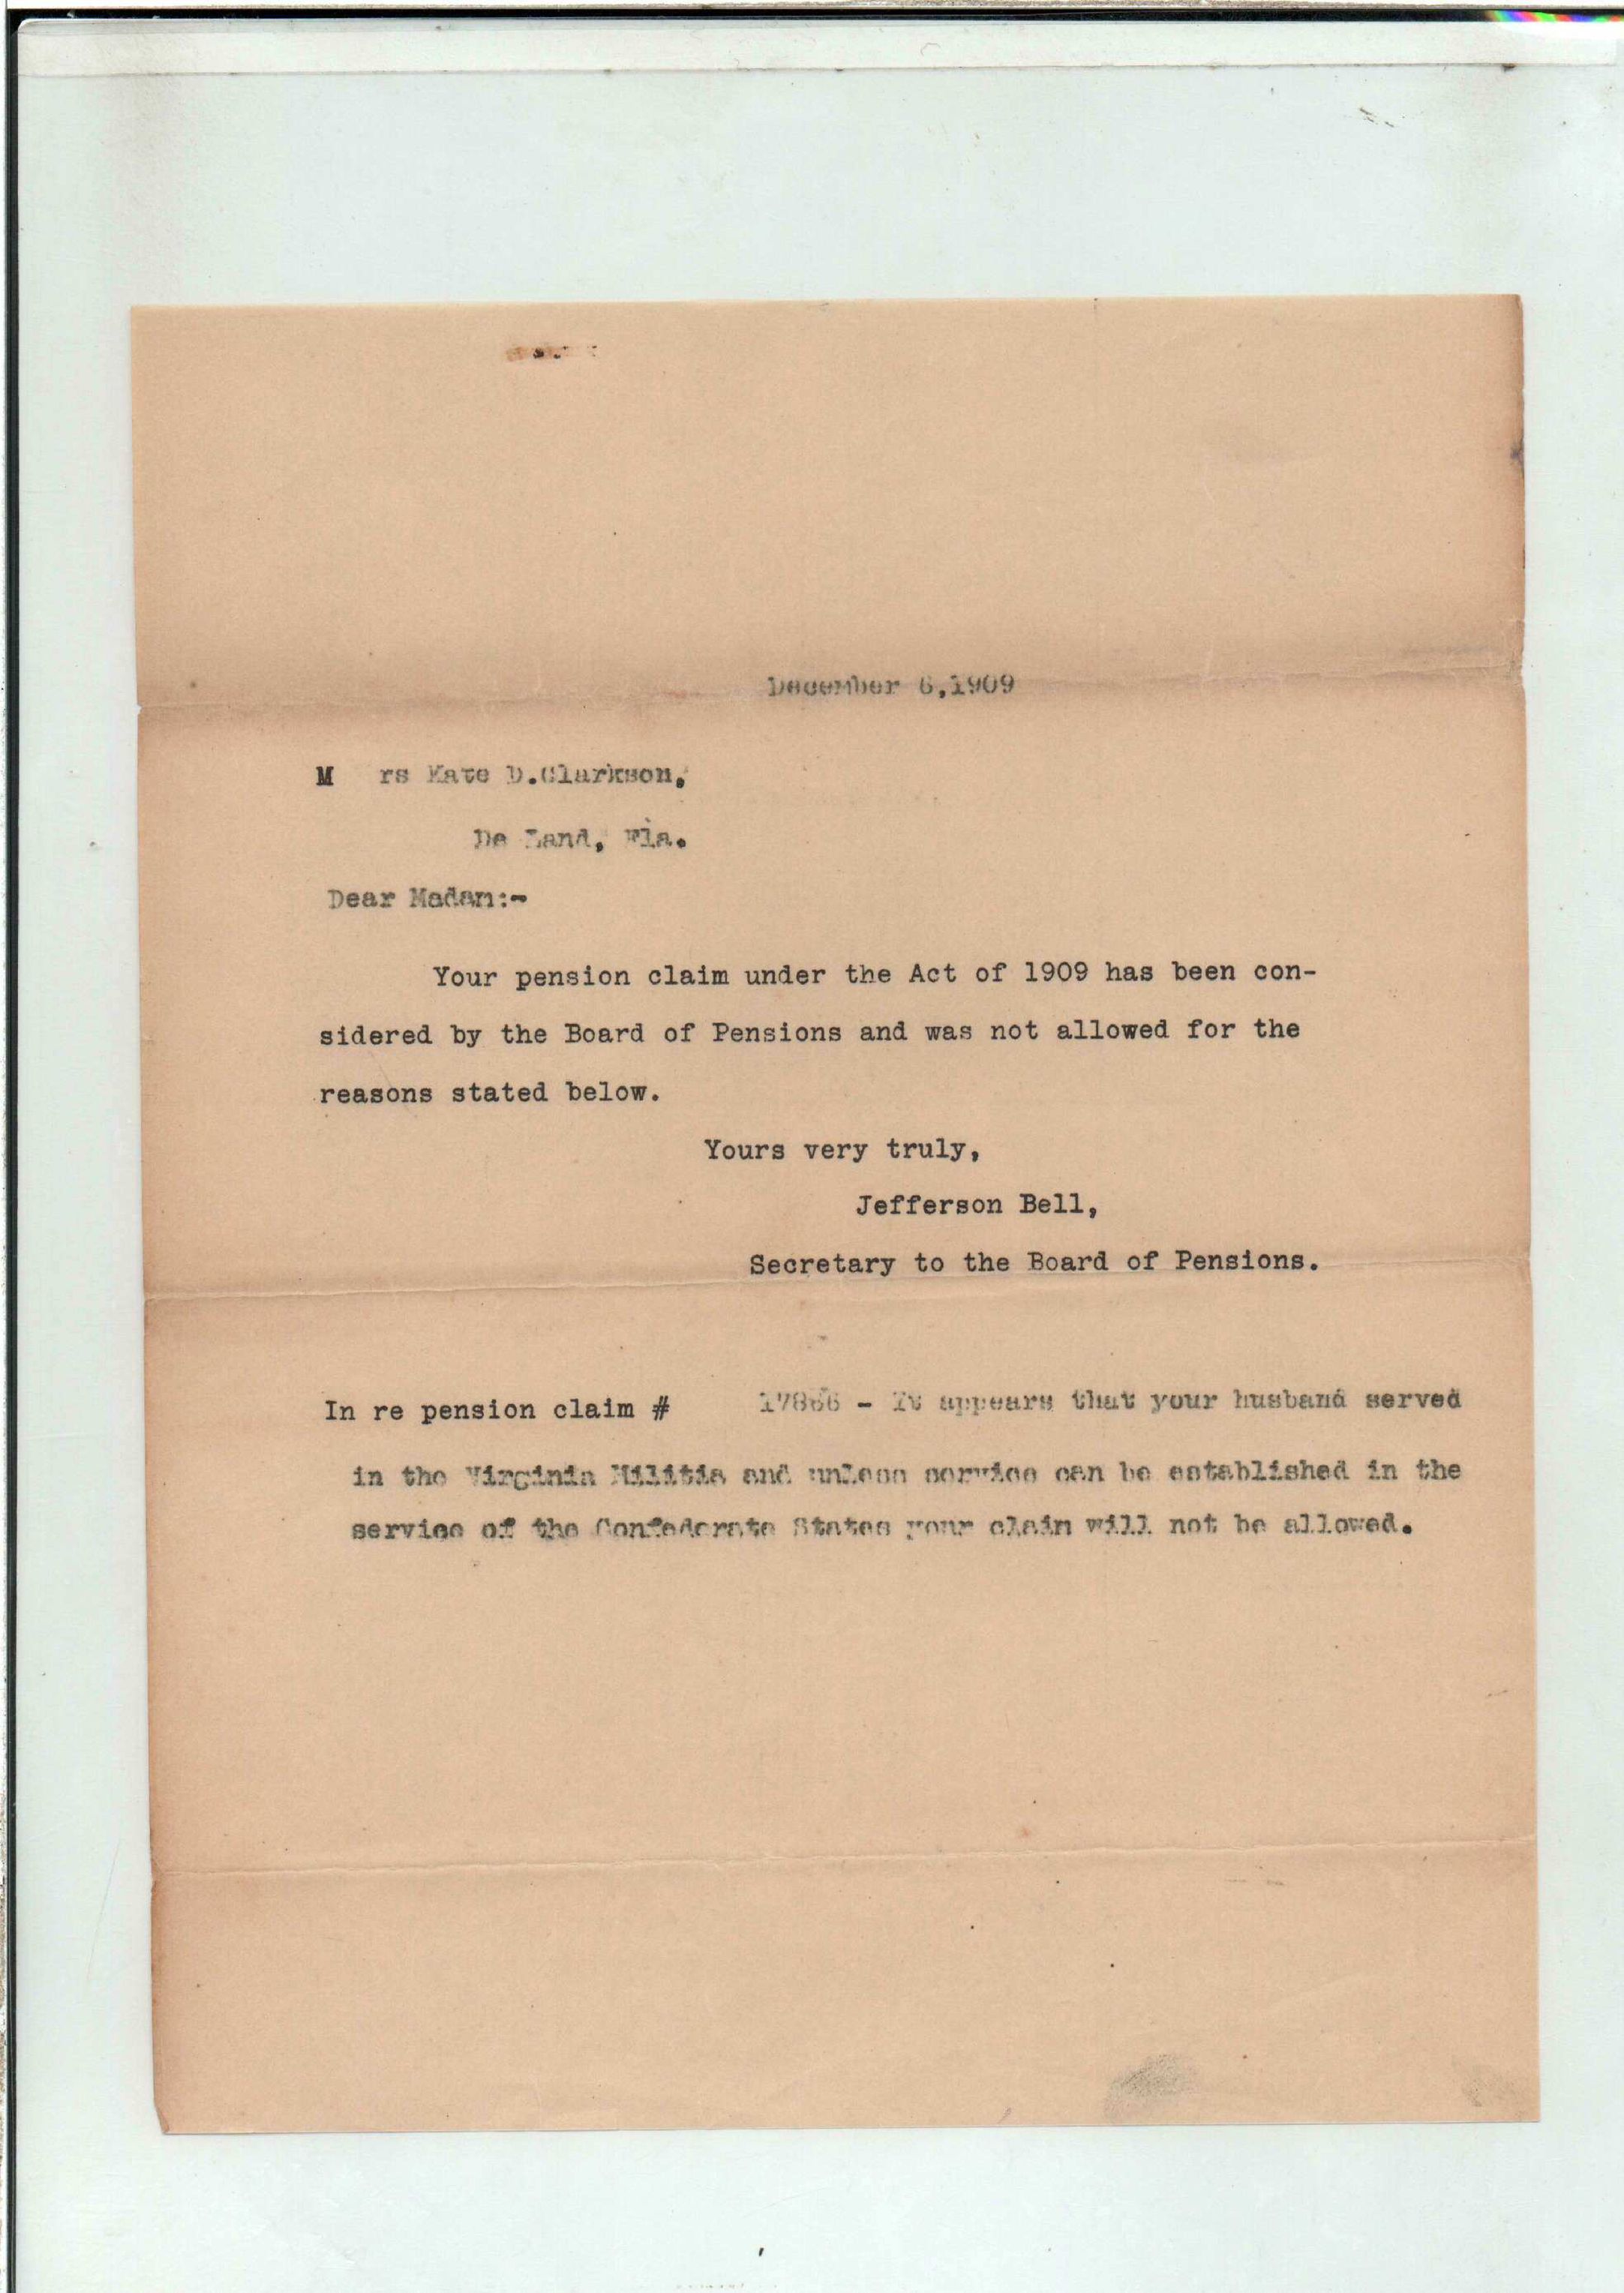 December 6,1909
M rs Kate D.Clarkson,
De Land, Fla.
Dear Madam:-
Your pension claim under the Act of 1909 has been con-
sidered by the Board of Pensions and was not allowed for the
reasons stated below.
Yours very truly,
Jefferson Bell,
Secretary to the Board of Pensions.
In re pension claim # 17866 - It appears that your husband served
in the Virginia Militia and unless service can be established in the
service of the Confederate States your claim will not be allowed.